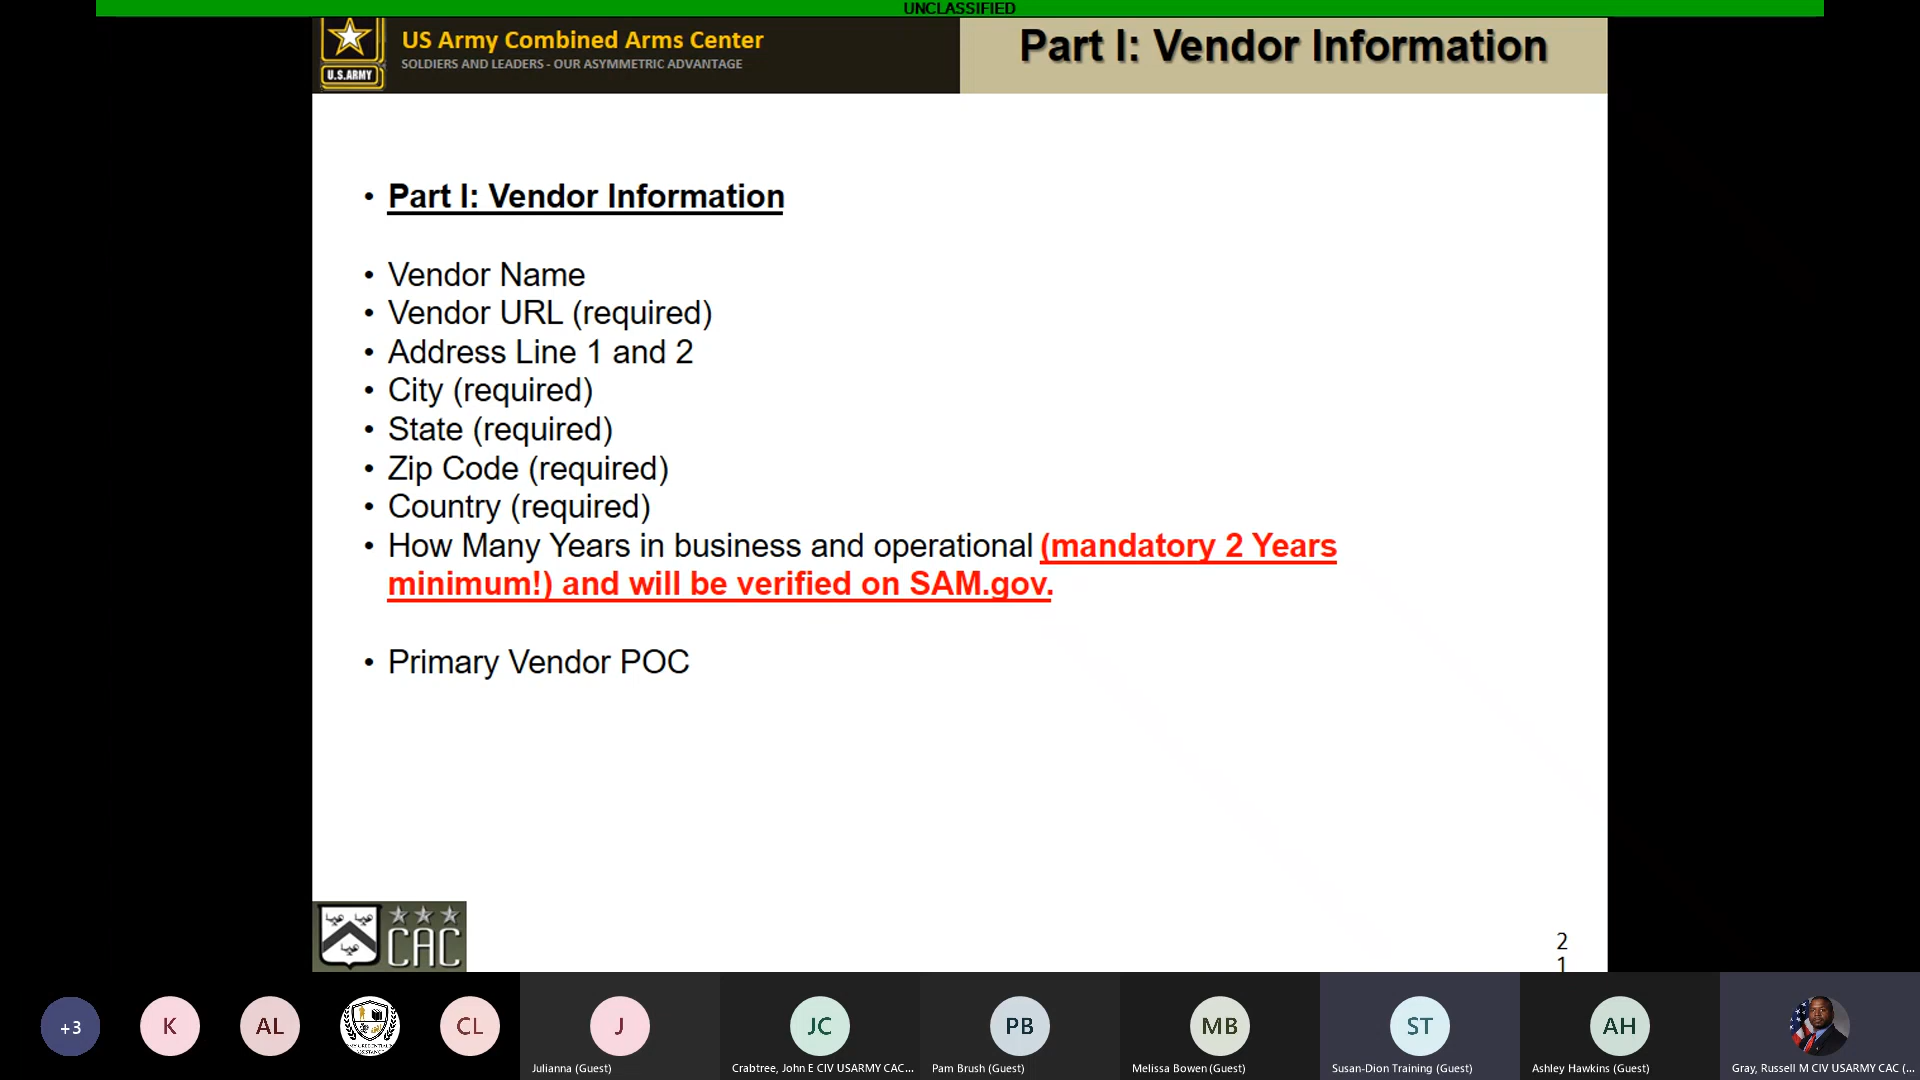 UNCLASSIFIED
US Army Combined Arms Center
SOLDIERS AND LEADERS - OUR ASYMMETRIC ADVANTAGE
U.S.ARMY
Part I: Vendor Information
• Part I: Vendor Information
• Vendor Name
• Vendor URL (required)
• Address Line 1 and 2
• City (required)
• State (required)
• Zip Code (required)
• Country (required)
• How Many Years in business and operational (mandatory 2 Years
minimum!) and will be verified on SAM.gov.
• Primary Vendor POC
CAC
2
1
+3
K
AL
CL
J
JC
PB
MB
ST
AH
Julianna (Guest)
Crabtree, John E CIV USARMY CAC...
Pam Brush (Guest)
Melissa Bowen (Guest)
Susan-Dion Training (Guest)
Ashley Hawkins (Guest)
Gray, Russell M CIV USARMY CAC (...